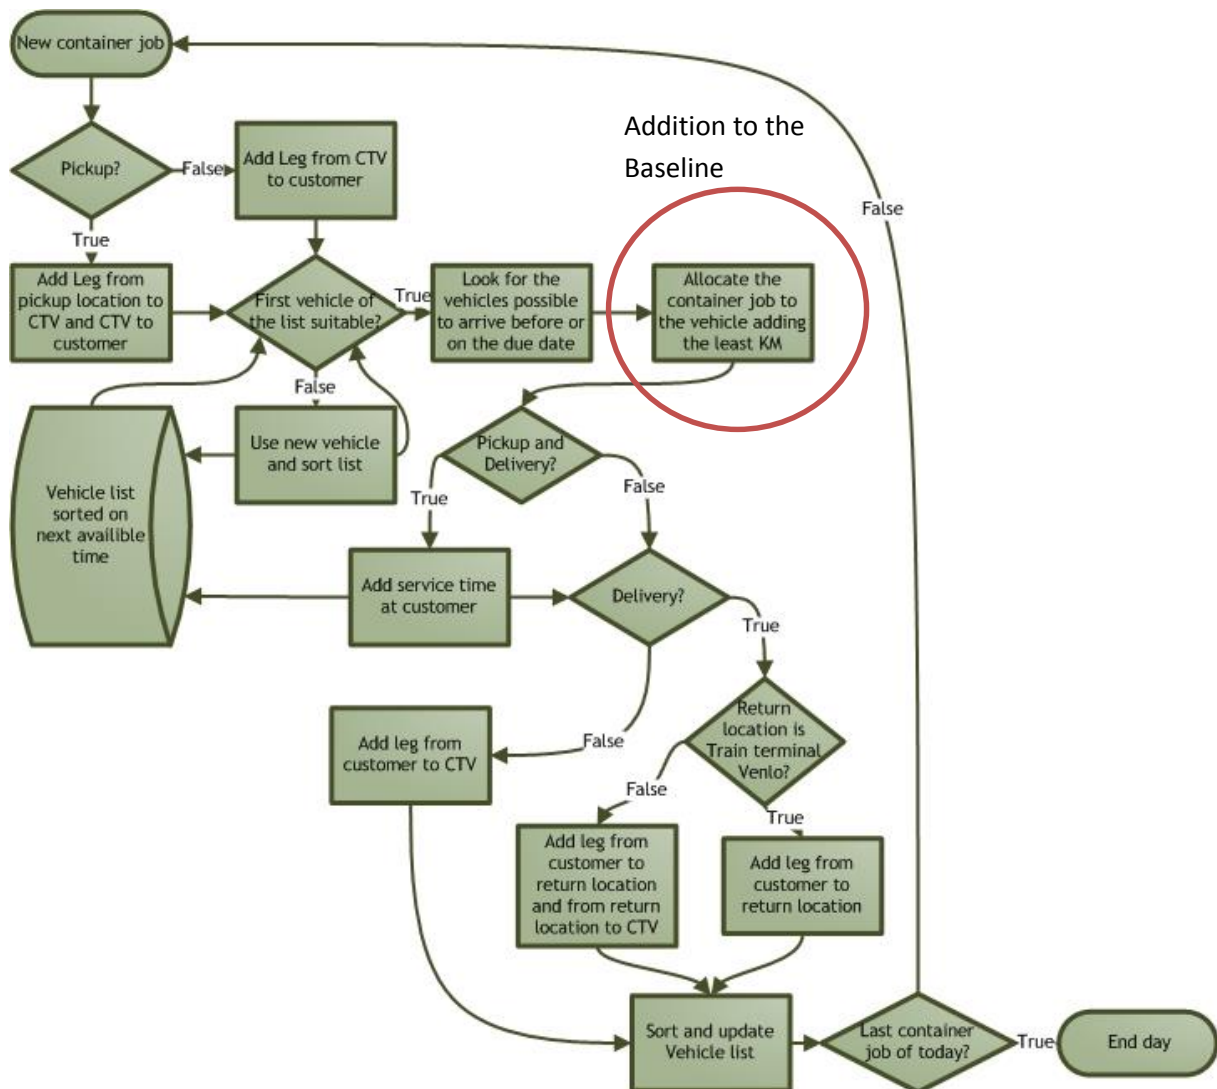 New container job
Addition to the
Baseline
Pickup?
False
Add Leg from CTV
to customer
False
True
Add Leg from
pickup location to
CTV and CTV to
customer
First vehicle of
the list suitable?
True
Look for the
vehicles possible
to arrive before or
on the due date
Allocate the
container job to
the vehicle adding
the least KM
False
Use new vehicle
and sort list
Pickup and
Delivery?
Vehicle list
sorted on
next availible
time
True
False
Add service time
at customer
Delivery?
True
Add leg from
customer to CTV
False
Return
location is
Train terminal
Venlo?
False
True
Add leg from
customer to
return location
and from return
location to CTV
Add leg from
customer to
return location
Sort and update
Vehicle list
Last container
job of today?
True
End day